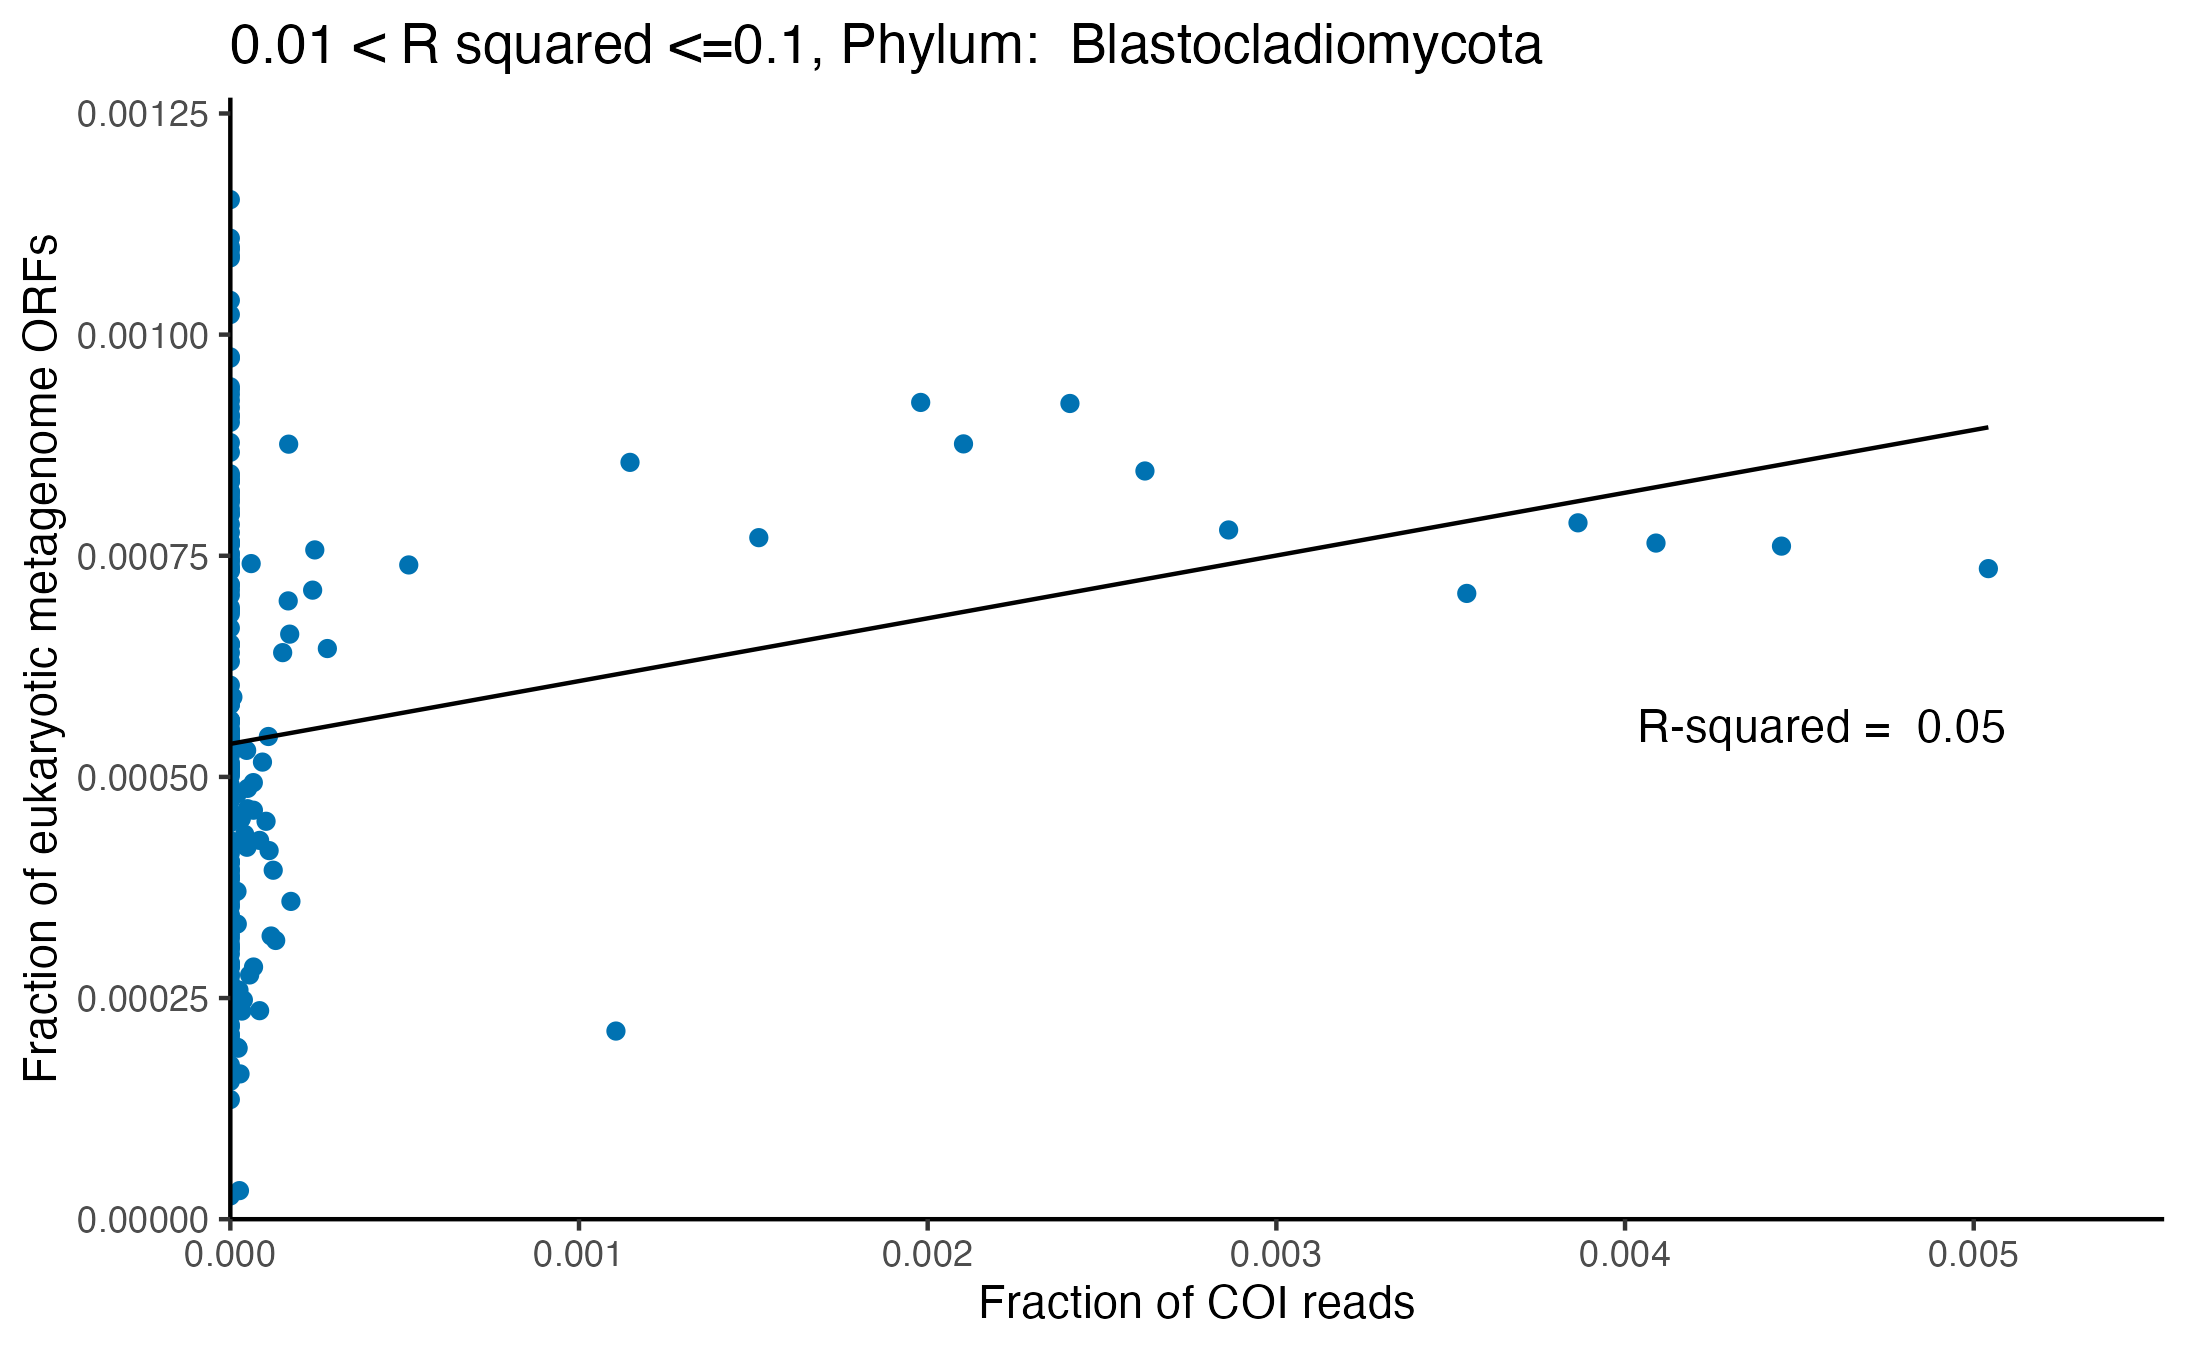 0.01 < R squared <=0.1, Phylum:  Blastocladiomycota
0.00125
0.00100
0.00075
0.00050
0.00025
0.00000
Fraction of eukaryotic metagenome ORFs
R-squared =  0.05
0.000 0.001 0.002 0.003 0.004 0.005
Fraction of COI reads